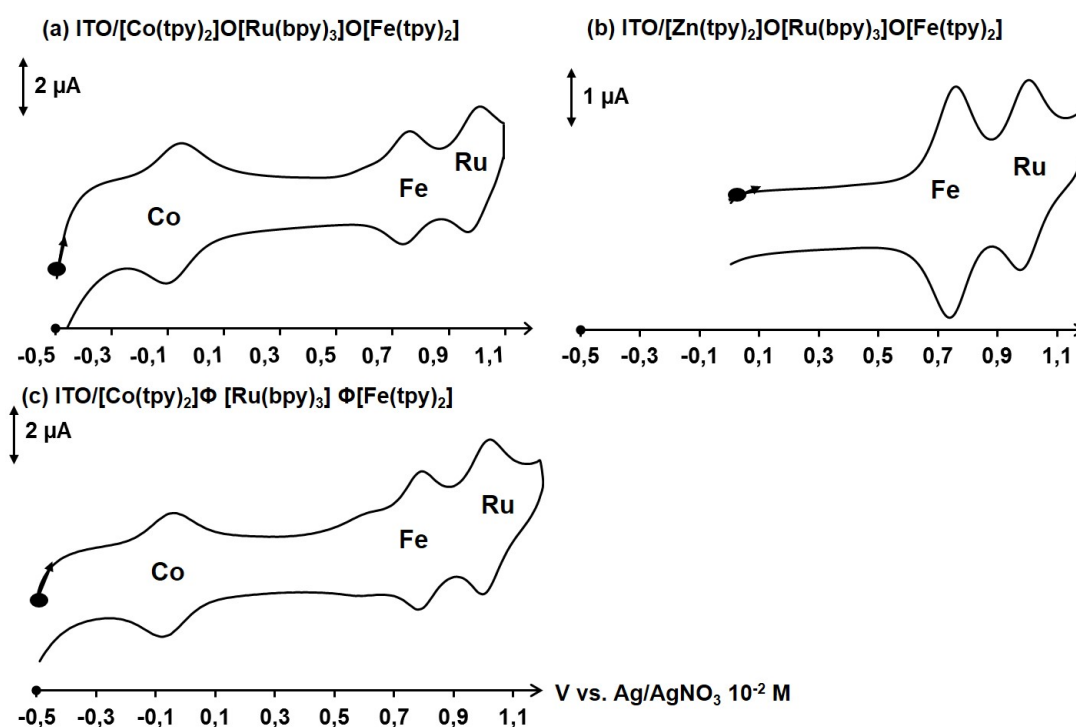 (a) ITO/[Co(tpy)₂]O[Ru(bpy)₃]O[Fe(tpy)₂]
2 µA
Co
Fe
Ru
-0,5 -0,3 -0,1 0,1 0,3 0,5 0,7 0,9 1,1
(b) ITO/[Zn(tpy)₂]O[Ru(bpy)₃]O[Fe(tpy)₂]
1 µA
Fe
Ru
-0,5 -0,3 -0,1 0,1 0,3 0,5 0,7 0,9 1,1
(c) ITO/[Co(tpy)₂]Φ [Ru(bpy)₃] Φ[Fe(tpy)₂]
2 µA
Co
Fe
Ru
-0,5 -0,3 -0,1 0,1 0,3 0,5 0,7 0,9 1,1
V vs. Ag/AgNO₃ 10⁻² M